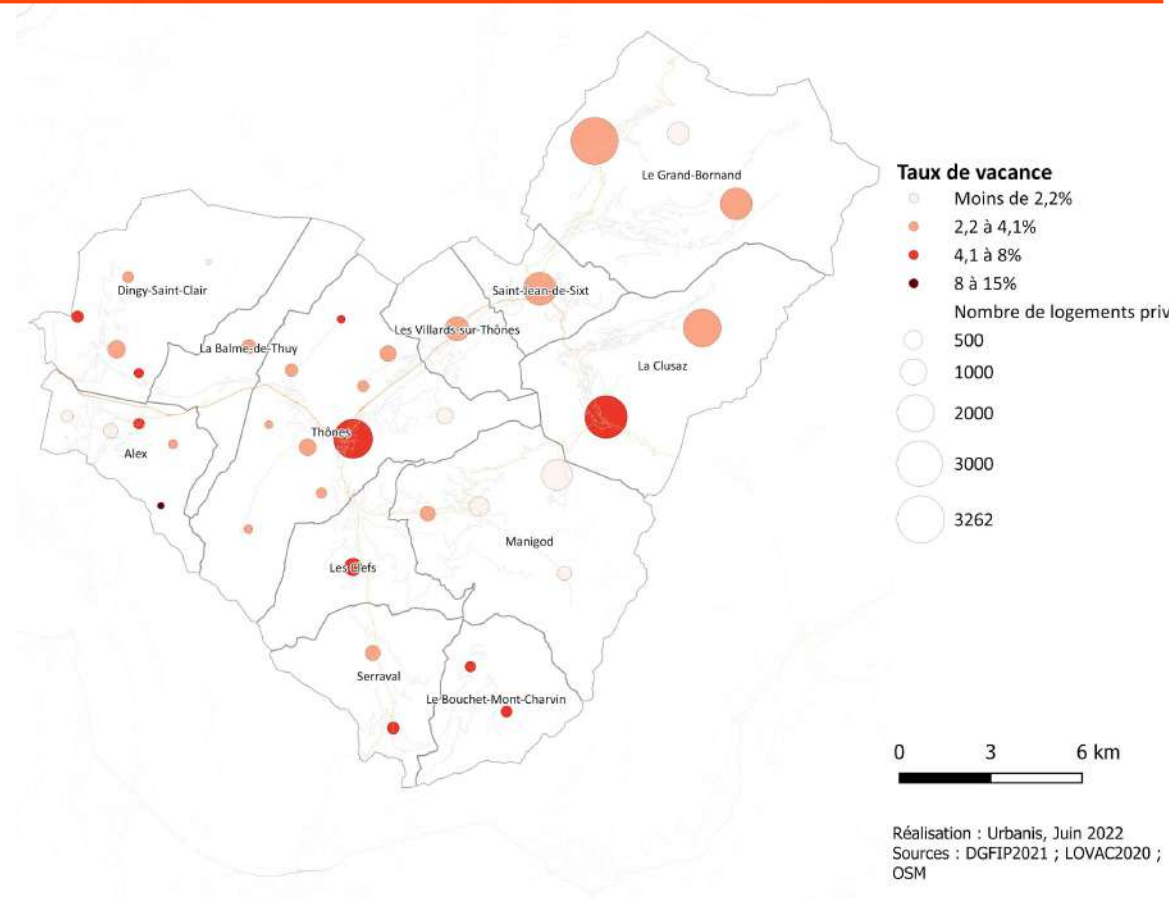 Le Grand-Bornand
Taux de vacance
Moins de 2,2%
2,2 à 4,1%
4,1 à 8%
8 à 15%
Nombre de logements priv
500
1000
2000
3000
3262
Dingy-Saint-Clair
Saint-Jean-de-Sixt
Les Villards-sur-Thônes
La Balme-de-Thuy
La Clusaz
Thônes
Alex
Manigod
Les Clefs
Serraval
Le Bouchet-Mont-Charvin
0 3 6 km
Réalisation : Urbanis, Juin 2022
Sources : DGFIP2021 ; LOVAC2020 ;
OSM